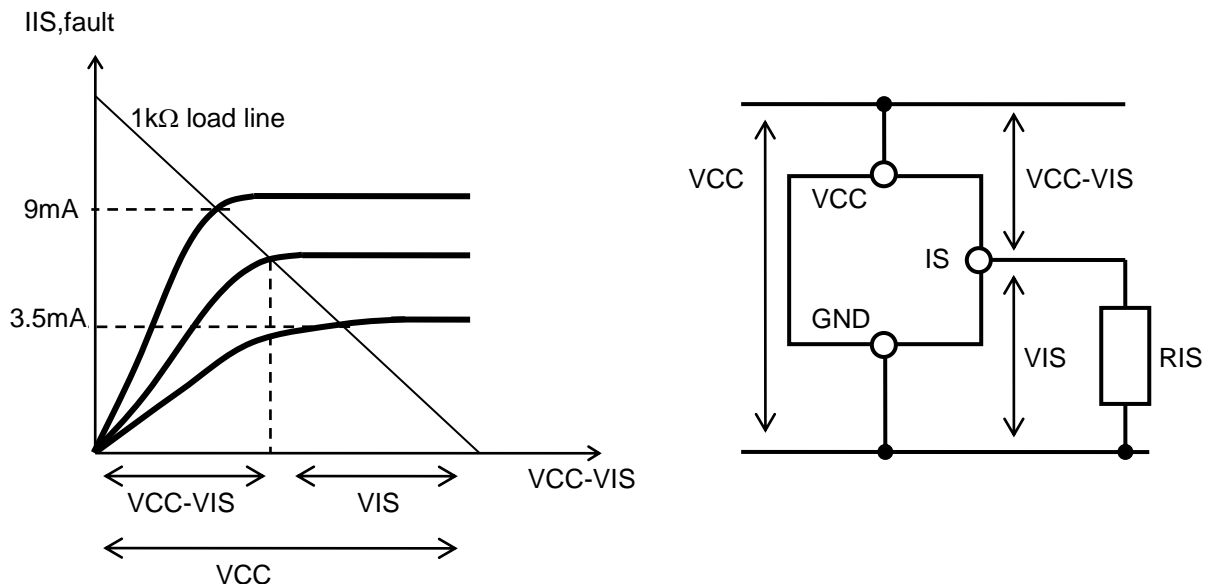 IIS,fault
1kΩ load line
9mA
3.5mA
VCC-VIS
VCC-VIS
VIS
VCC
VCC
VCC
VCC-VIS
IS
GND
VIS
RIS